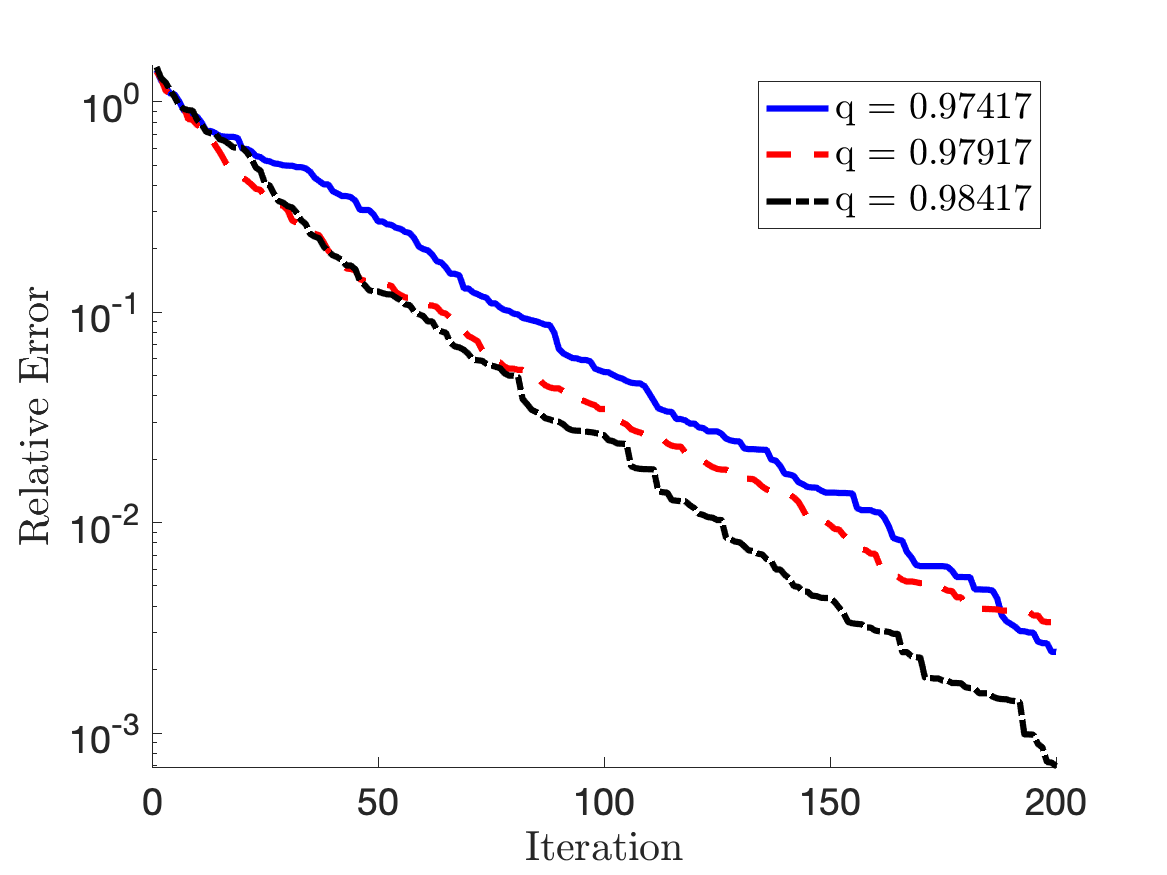 q = 0.97417
q = 0.97917
q = 0.98417
10^0
10^-1
10^-2
10^-3
Relative Error
0 50 100 150 200
Iteration